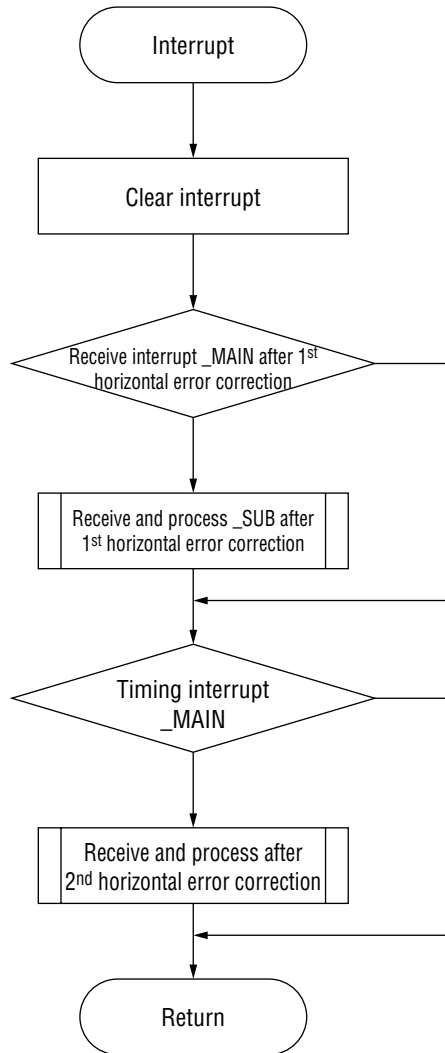 Interrupt
Clear interrupt
Receive interrupt _MAIN after 1st
horizontal error correction
Receive and process _SUB after
1st horizontal error correction
Timing interrupt
_MAIN
Receive and process after
2nd horizontal error correction
Return